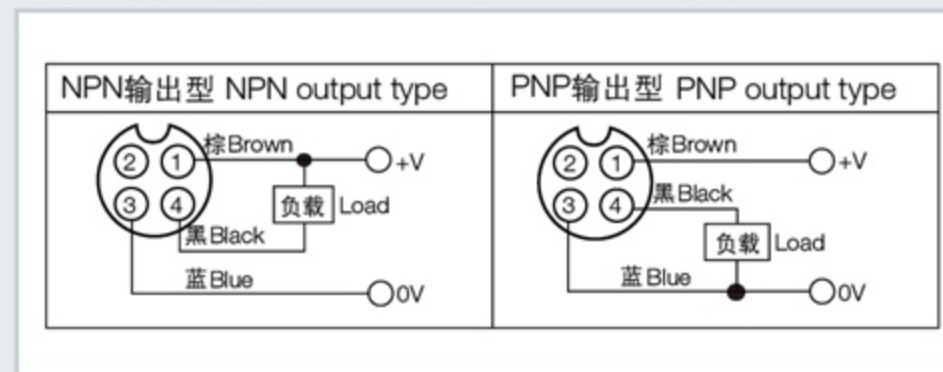 NPN输出型 NPN output type
PNP输出型 PNP output type
棕Brown
2 1
+V
3 4
负载 Load
黑Black
蓝Blue
0V
棕Brown
2 1
+V
黑Black
3 4
负载 Load
蓝Blue
0V